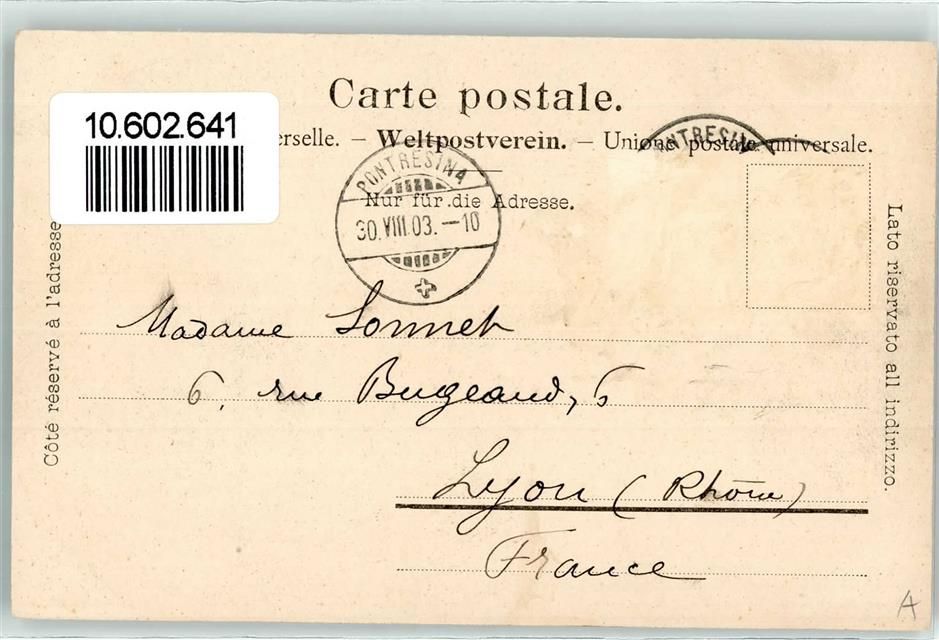 Carte postale.
10.602.641
erselle. — Weltpostverein. — Unione postale universale.
NTRESIN
PONTRESINA
Nur für die Adresse.
30.VIII.03.—10
Côté réservé à l'adresse
Lato riservato all indirizzo.
Madame Sonnet
6, rue Bugeaud, 6
Lyon (Rhône)
France
A